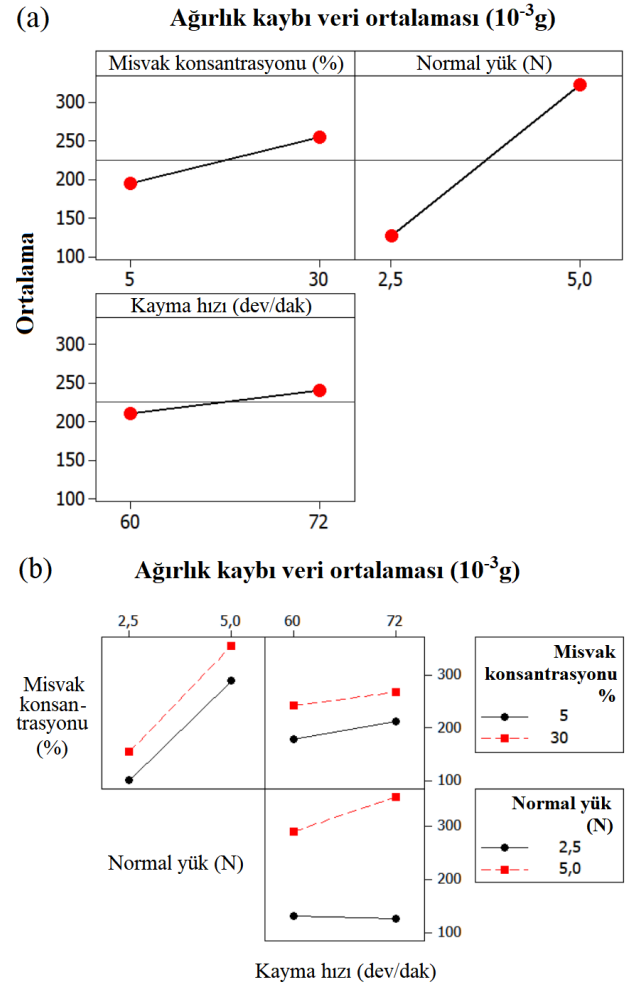 (a)
Ağırlık kaybı veri ortalaması (10⁻³g)
Misvak konsantrasyonu (%)
Normal yük (N)
300
250
200
150
100
5
30
2,5
5,0
Ortalama
Kayma hızı (dev/dak)
300
250
200
150
100
60
72
(b)
Ağırlık kaybı veri ortalaması (10⁻³g)
2,5
5,0
60
72
Misvak
konsan-
trasyonu
(%)
300
200
100
Misvak
konsantrasyonu
%
5
30
Normal yük (N)
300
200
100
Normal yük
(N)
2,5
5,0
Kayma hızı (dev/dak)